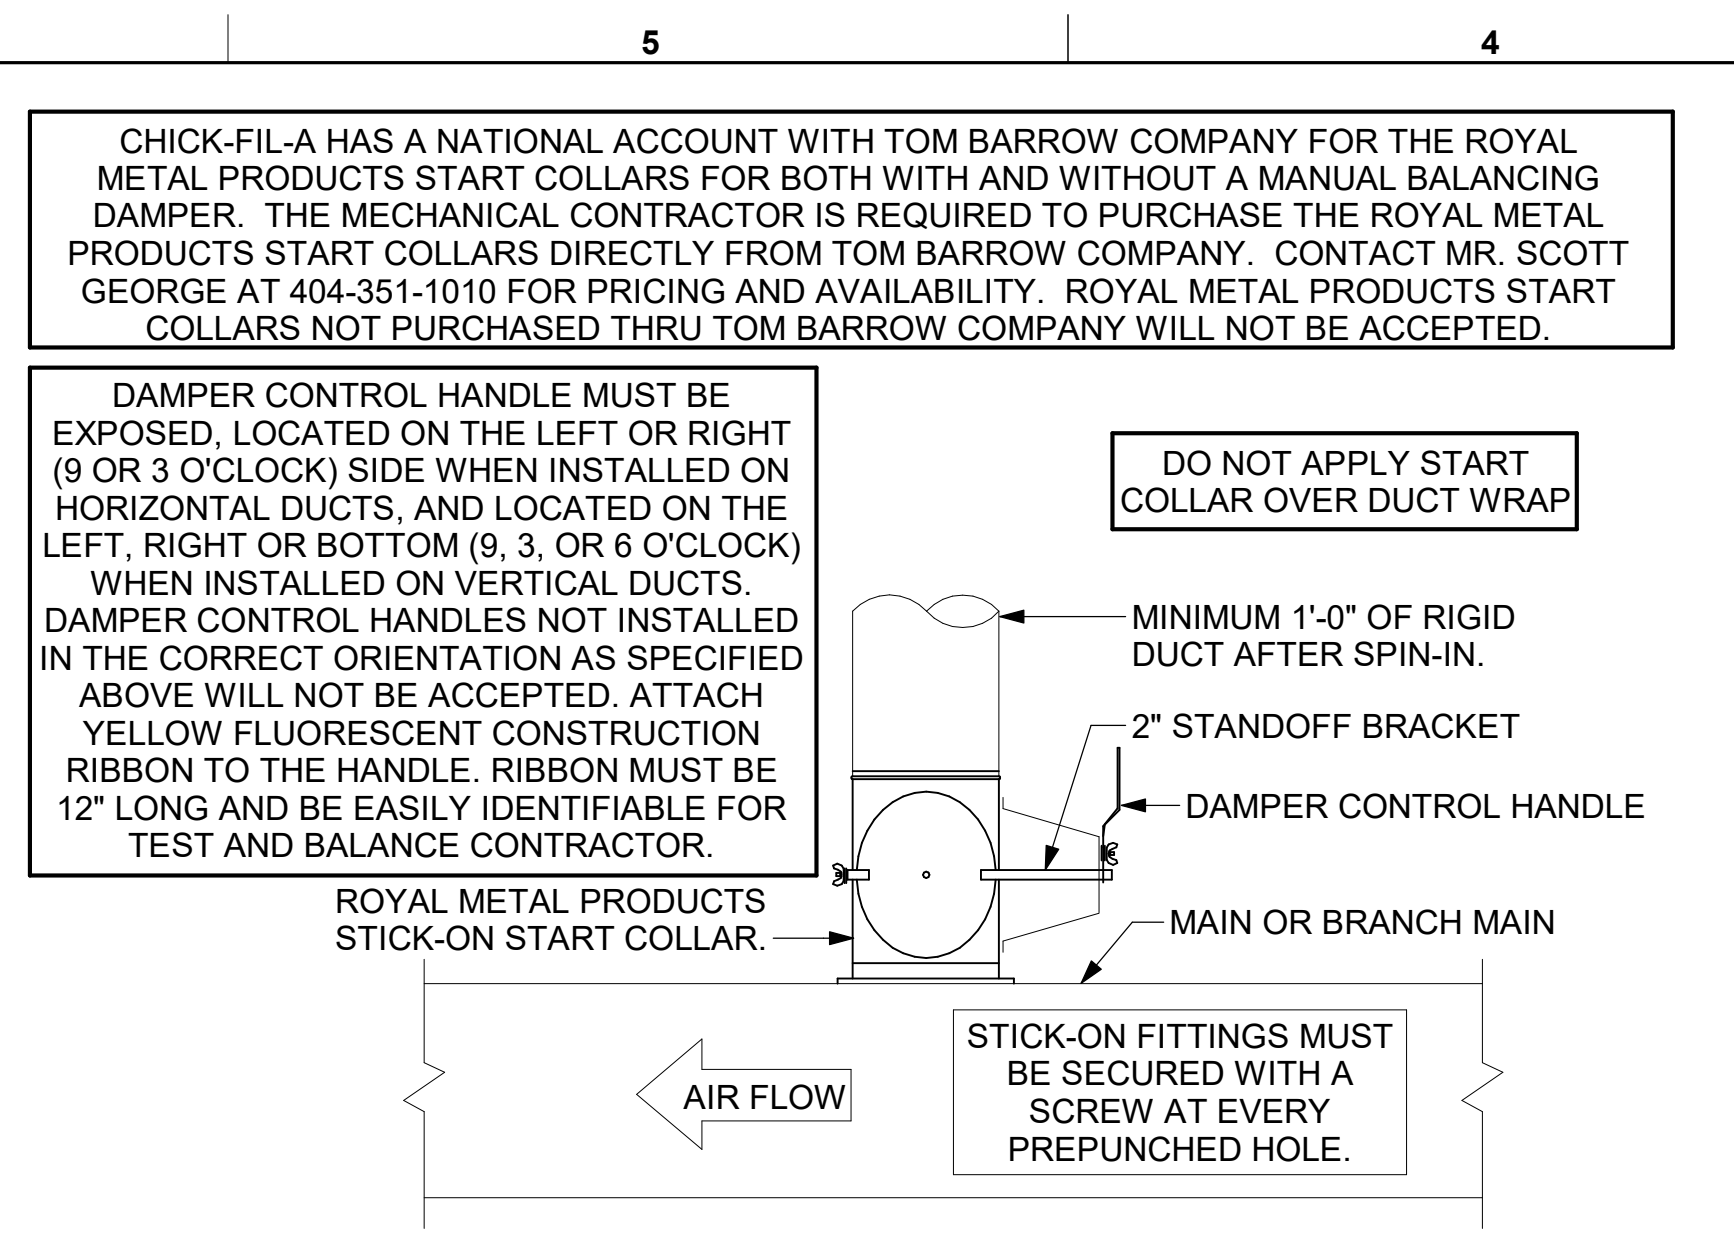 5
4
CHICK-FIL-A HAS A NATIONAL ACCOUNT WITH TOM BARROW COMPANY FOR THE ROYAL
METAL PRODUCTS START COLLARS FOR BOTH WITH AND WITHOUT A MANUAL BALANCING
DAMPER.  THE MECHANICAL CONTRACTOR IS REQUIRED TO PURCHASE THE ROYAL METAL
PRODUCTS START COLLARS DIRECTLY FROM TOM BARROW COMPANY.  CONTACT MR. SCOTT
GEORGE AT 404-351-1010 FOR PRICING AND AVAILABILITY.  ROYAL METAL PRODUCTS START
COLLARS NOT PURCHASED THRU TOM BARROW COMPANY WILL NOT BE ACCEPTED.
DAMPER CONTROL HANDLE MUST BE
EXPOSED, LOCATED ON THE LEFT OR RIGHT
(9 OR 3 O'CLOCK) SIDE WHEN INSTALLED ON
HORIZONTAL DUCTS, AND LOCATED ON THE
LEFT, RIGHT OR BOTTOM (9, 3, OR 6 O'CLOCK)
WHEN INSTALLED ON VERTICAL DUCTS.
DAMPER CONTROL HANDLES NOT INSTALLED
IN THE CORRECT ORIENTATION AS SPECIFIED
ABOVE WILL NOT BE ACCEPTED. ATTACH
YELLOW FLUORESCENT CONSTRUCTION
RIBBON TO THE HANDLE. RIBBON MUST BE
12" LONG AND BE EASILY IDENTIFIABLE FOR
TEST AND BALANCE CONTRACTOR.
DO NOT APPLY START
COLLAR OVER DUCT WRAP
MINIMUM 1'-0" OF RIGID
DUCT AFTER SPIN-IN.
2" STANDOFF BRACKET
DAMPER CONTROL HANDLE
ROYAL METAL PRODUCTS
STICK-ON START COLLAR.
MAIN OR BRANCH MAIN
AIR FLOW
STICK-ON FITTINGS MUST
BE SECURED WITH A
SCREW AT EVERY
PREPUNCHED HOLE.